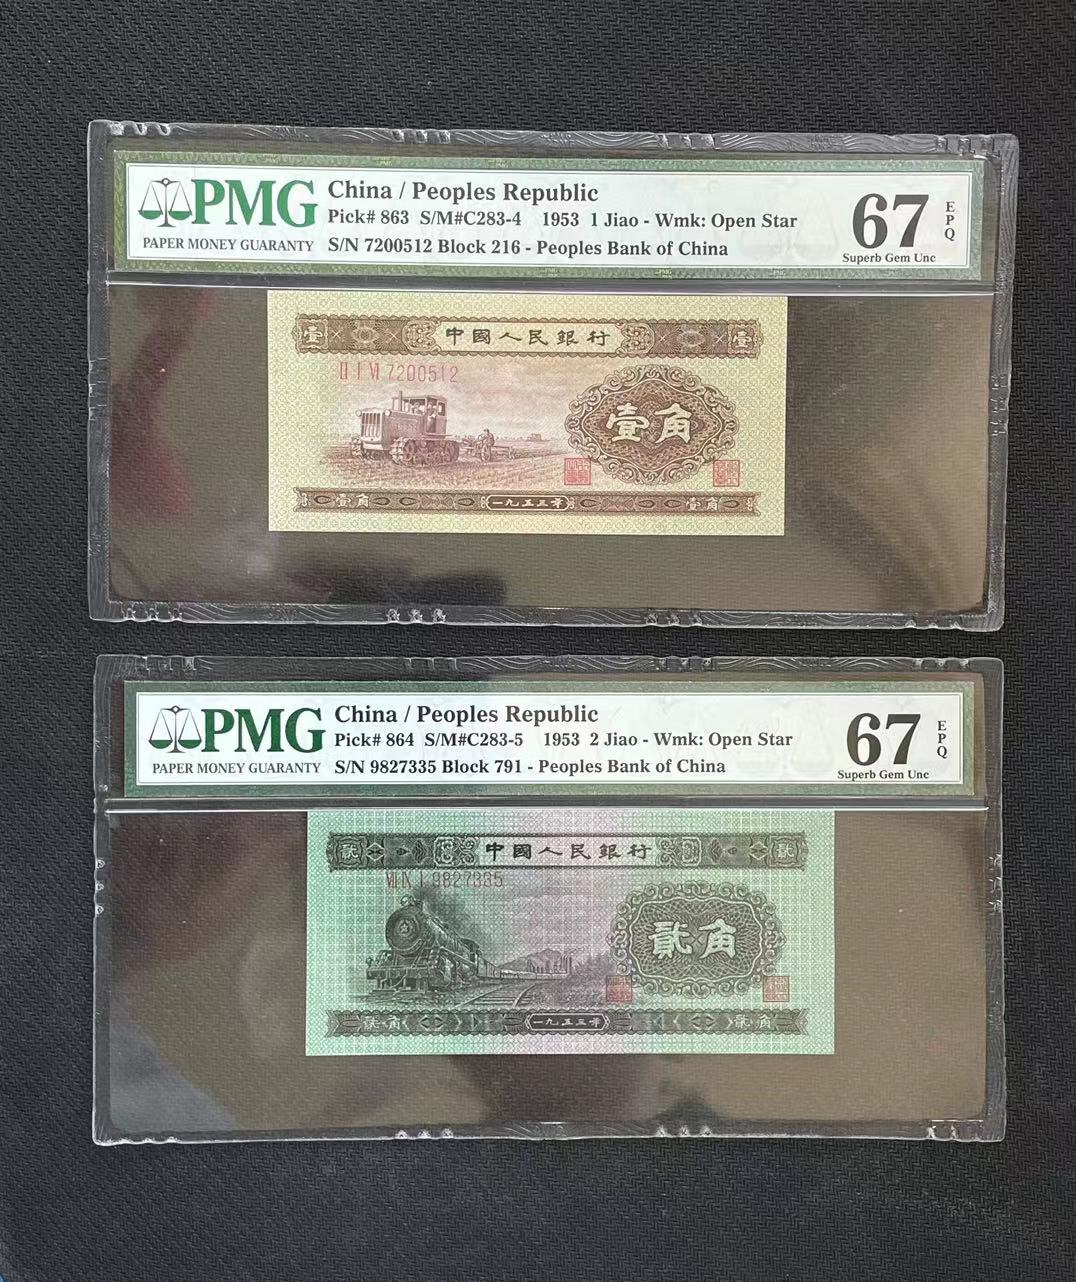 PMG
PAPER MONEY GUARANTY
China / Peoples Republic
Pick# 863 S/M#C283-4 1953 1 Jiao - Wmk: Open Star
S/N 7200512 Block 216 - Peoples Bank of China
67
EPQ
Superb Gem Unc
壹 中國人民銀行 壹
II I VI 7200512
壹角
壹角 一九五三年 壹角
PMG
PAPER MONEY GUARANTY
China / Peoples Republic
Pick# 864 S/M#C283-5 1953 2 Jiao - Wmk: Open Star
S/N 9827335 Block 791 - Peoples Bank of China
67
EPQ
Superb Gem Unc
貳 中國人民銀行 貳
VII IX I 9827335
貳角
貳角 一九五三年 貳角